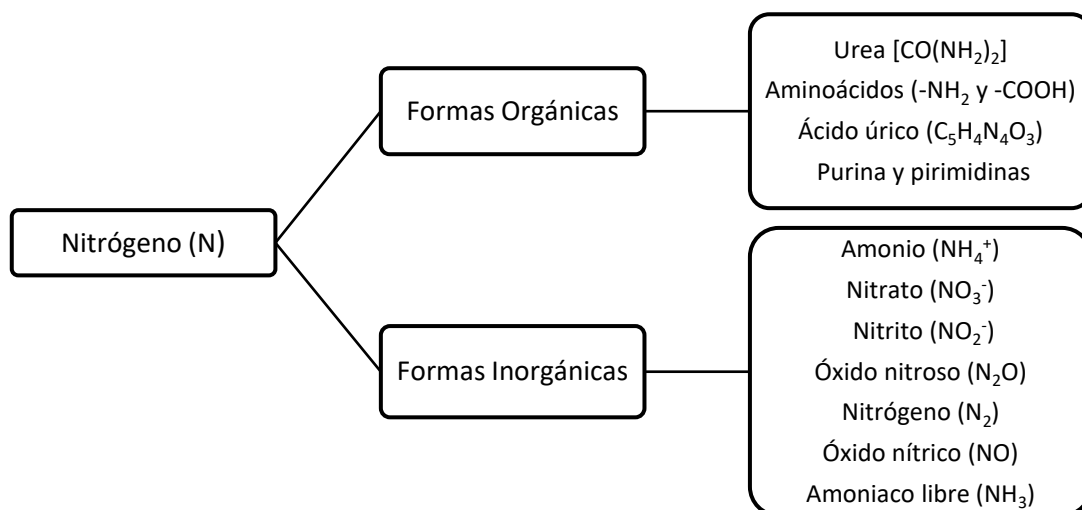 Nitrógeno (N)
Formas Orgánicas
Urea [CO(NH₂)₂]
Aminoácidos (-NH₂ y -COOH)
Ácido úrico (C₅H₄N₄O₃)
Purina y pirimidinas
Formas Inorgánicas
Amonio (NH₄⁺)
Nitrato (NO₃⁻)
Nitrito (NO₂⁻)
Óxido nitroso (N₂O)
Nitrógeno (N₂)
Óxido nítrico (NO)
Amoniaco libre (NH₃)